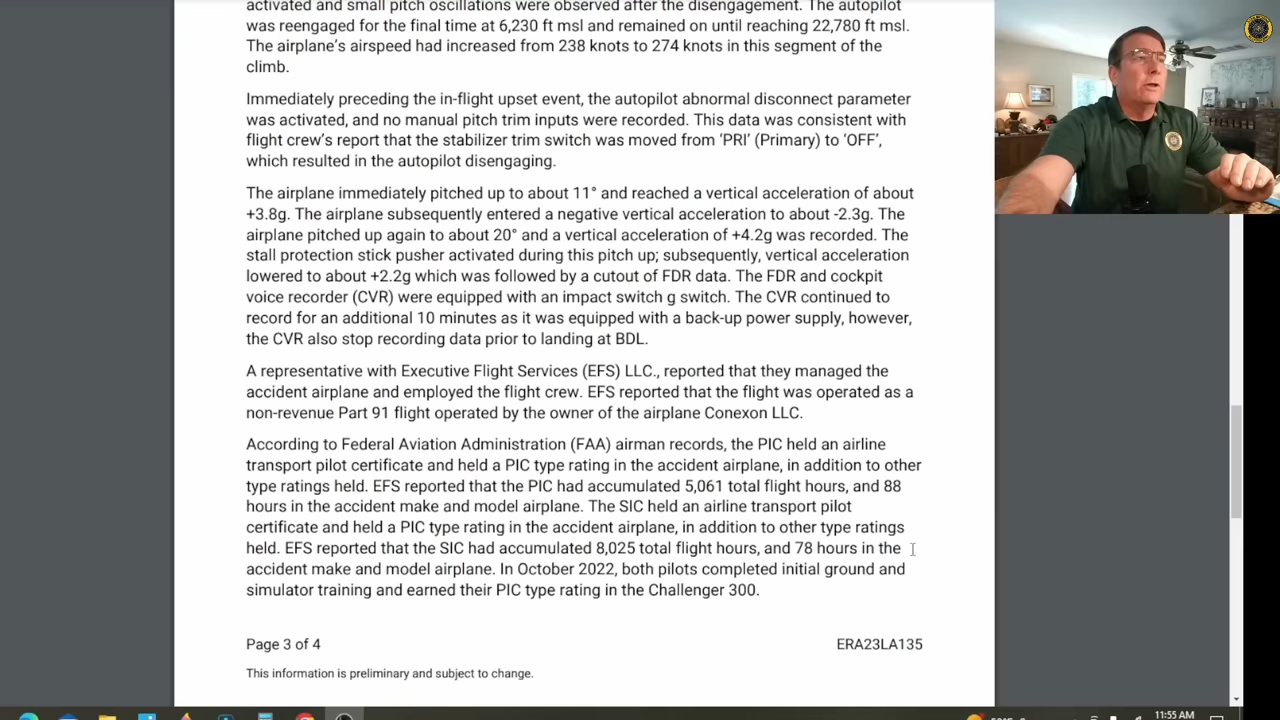 activated and small pitch oscillations were observed after the disengagement. The autopilot
was reengaged for the final time at 6,230 ft msl and remained on until reaching 22,780 ft msl.
The airplane’s airspeed had increased from 238 knots to 274 knots in this segment of the
climb.
Immediately preceding the in-flight upset event, the autopilot abnormal disconnect parameter
was activated, and no manual pitch trim inputs were recorded. This data was consistent with
flight crew’s report that the stabilizer trim switch was moved from ‘PRI’ (Primary) to ‘OFF’,
which resulted in the autopilot disengaging.
The airplane immediately pitched up to about 11° and reached a vertical acceleration of about
+3.8g. The airplane subsequently entered a negative vertical acceleration to about -2.3g. The
airplane pitched up again to about 20° and a vertical acceleration of +4.2g was recorded. The
stall protection stick pusher activated during this pitch up; subsequently, vertical acceleration
lowered to about +2.2g which was followed by a cutout of FDR data. The FDR and cockpit
voice recorder (CVR) were equipped with an impact switch g switch. The CVR continued to
record for an additional 10 minutes as it was equipped with a back-up power supply, however,
the CVR also stop recording data prior to landing at BDL.
A representative with Executive Flight Services (EFS) LLC., reported that they managed the
accident airplane and employed the flight crew. EFS reported that the flight was operated as a
non-revenue Part 91 flight operated by the owner of the airplane Conexon LLC.
According to Federal Aviation Administration (FAA) airman records, the PIC held an airline
transport pilot certificate and held a PIC type rating in the accident airplane, in addition to other
type ratings held. EFS reported that the PIC had accumulated 5,061 total flight hours, and 88
hours in the accident make and model airplane. The SIC held an airline transport pilot
certificate and held a PIC type rating in the accident airplane, in addition to other type ratings
held. EFS reported that the SIC had accumulated 8,025 total flight hours, and 78 hours in the
accident make and model airplane. In October 2022, both pilots completed initial ground and
simulator training and earned their PIC type rating in the Challenger 300.
Page 3 of 4
ERA23LA135
This information is preliminary and subject to change.
11:55 AM